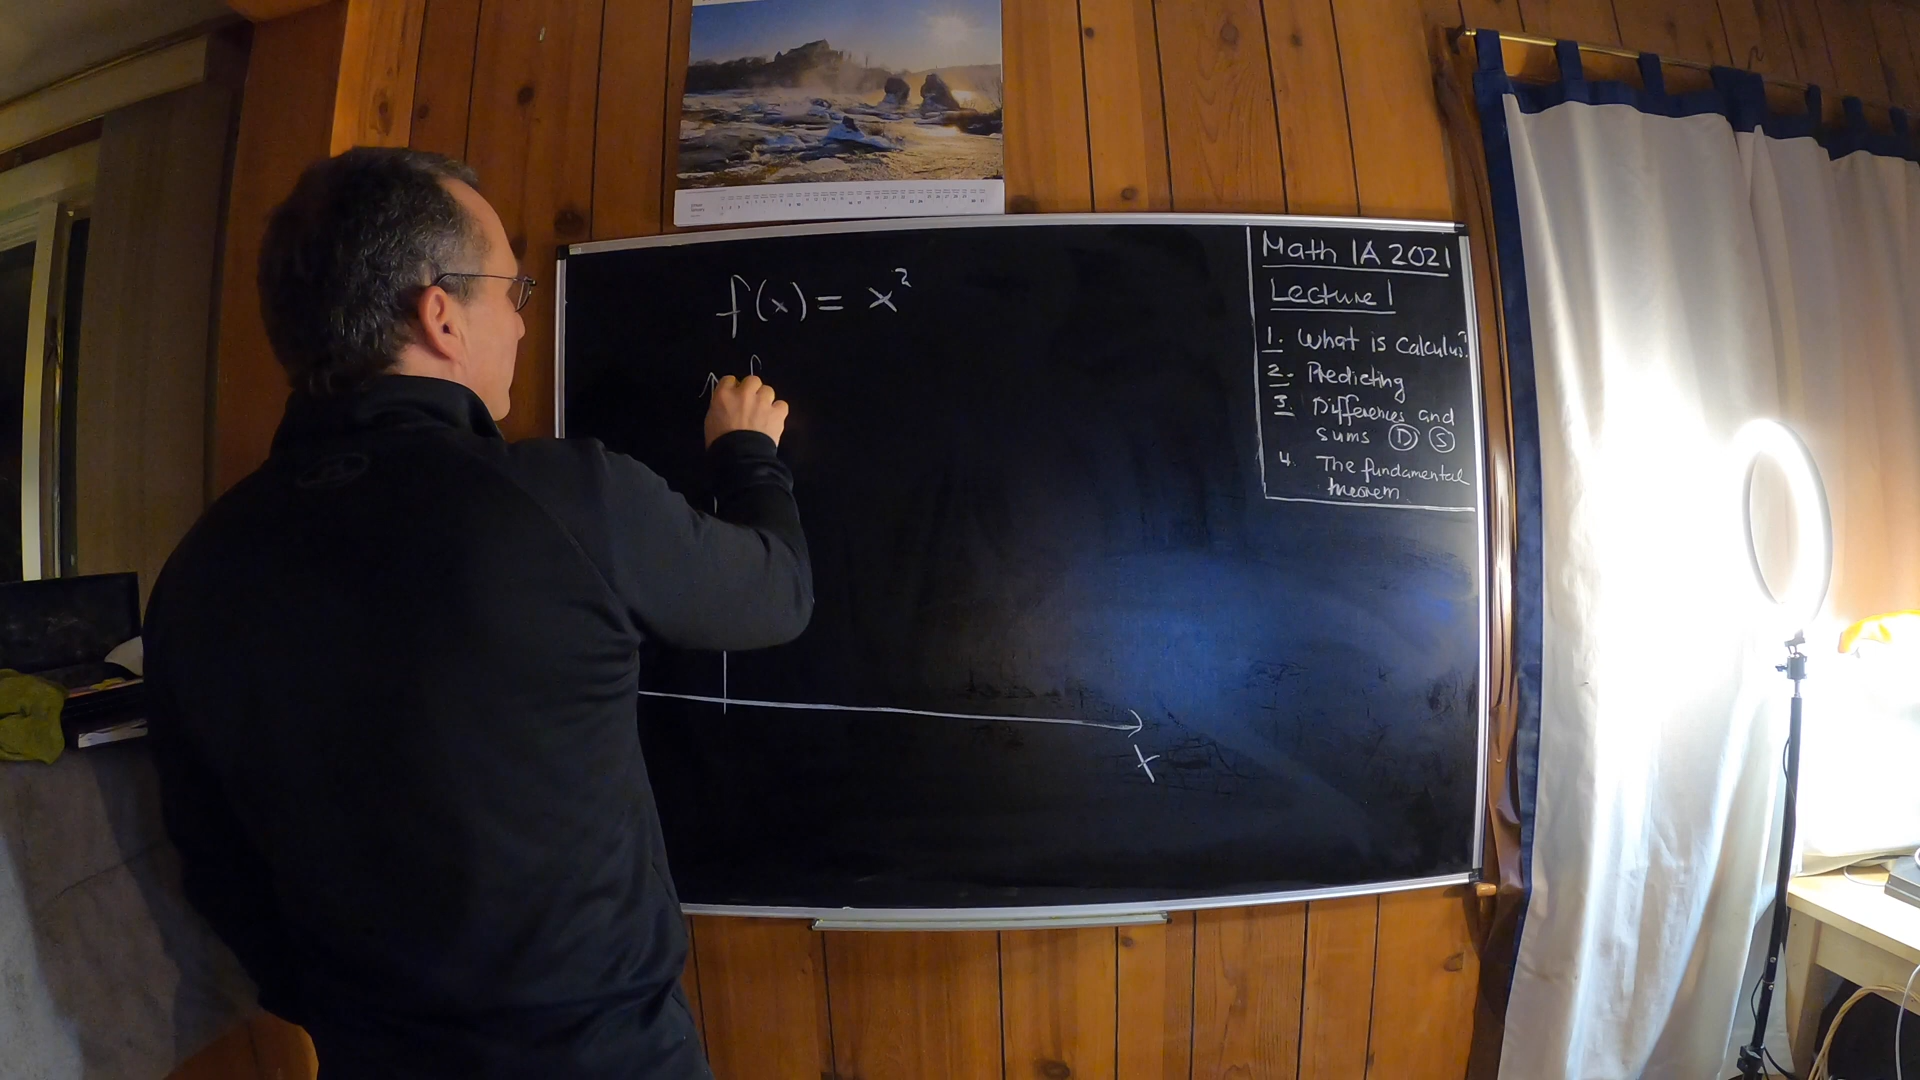 f(x) = x²
f
x
Math 1A 2021
Lecture 1
1. What is Calculus?
2. Predicting
3. Differences and
sums D S
4. The fundamental
theorem